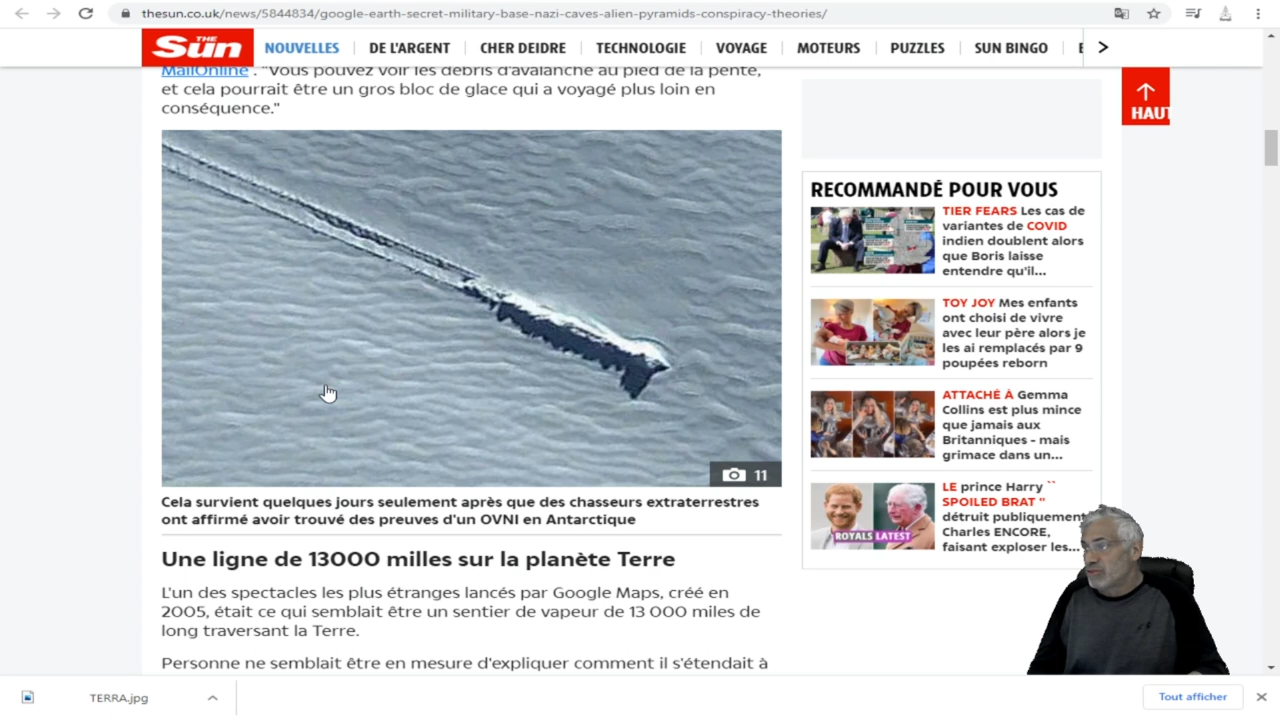 thesun.co.uk/news/5844834/google-earth-secret-military-base-nazi-caves-alien-pyramids-conspiracy-theories/
THE Sun
NOUVELLES
DE L'ARGENT
CHER DEIDRE
TECHNOLOGIE
VOYAGE
MOTEURS
PUZZLES
SUN BINGO
MailOnline . "Vous pouvez voir les débris d'avalanche au pied de la pente,
et cela pourrait être un gros bloc de glace qui a voyagé plus loin en
conséquence."
11
Cela survient quelques jours seulement après que des chasseurs extraterrestres
ont affirmé avoir trouvé des preuves d'un OVNI en Antarctique
Une ligne de 13000 milles sur la planète Terre
L'un des spectacles les plus étranges lancés par Google Maps, créé en
2005, était ce qui semblait être un sentier de vapeur de 13 000 miles de
long traversant la Terre.
Personne ne semblait être en mesure d'expliquer comment il s'étendait à
HAUT
RECOMMANDÉ POUR VOUS
TIER FEARS Les cas de
variantes de COVID
indien doublent alors
que Boris laisse
entendre qu'il...
TOY JOY Mes enfants
ont choisi de vivre
avec leur père alors je
les ai remplacés par 9
poupées reborn
ATTACHÉ À Gemma
Collins est plus mince
que jamais aux
Britanniques - mais
grimace dans un...
LE prince Harry ``
SPOILED BRAT ''
détruit publiquement
Charles ENCORE,
faisant exploser les...
ROYALS LATEST
TERRA.jpg
Tout afficher